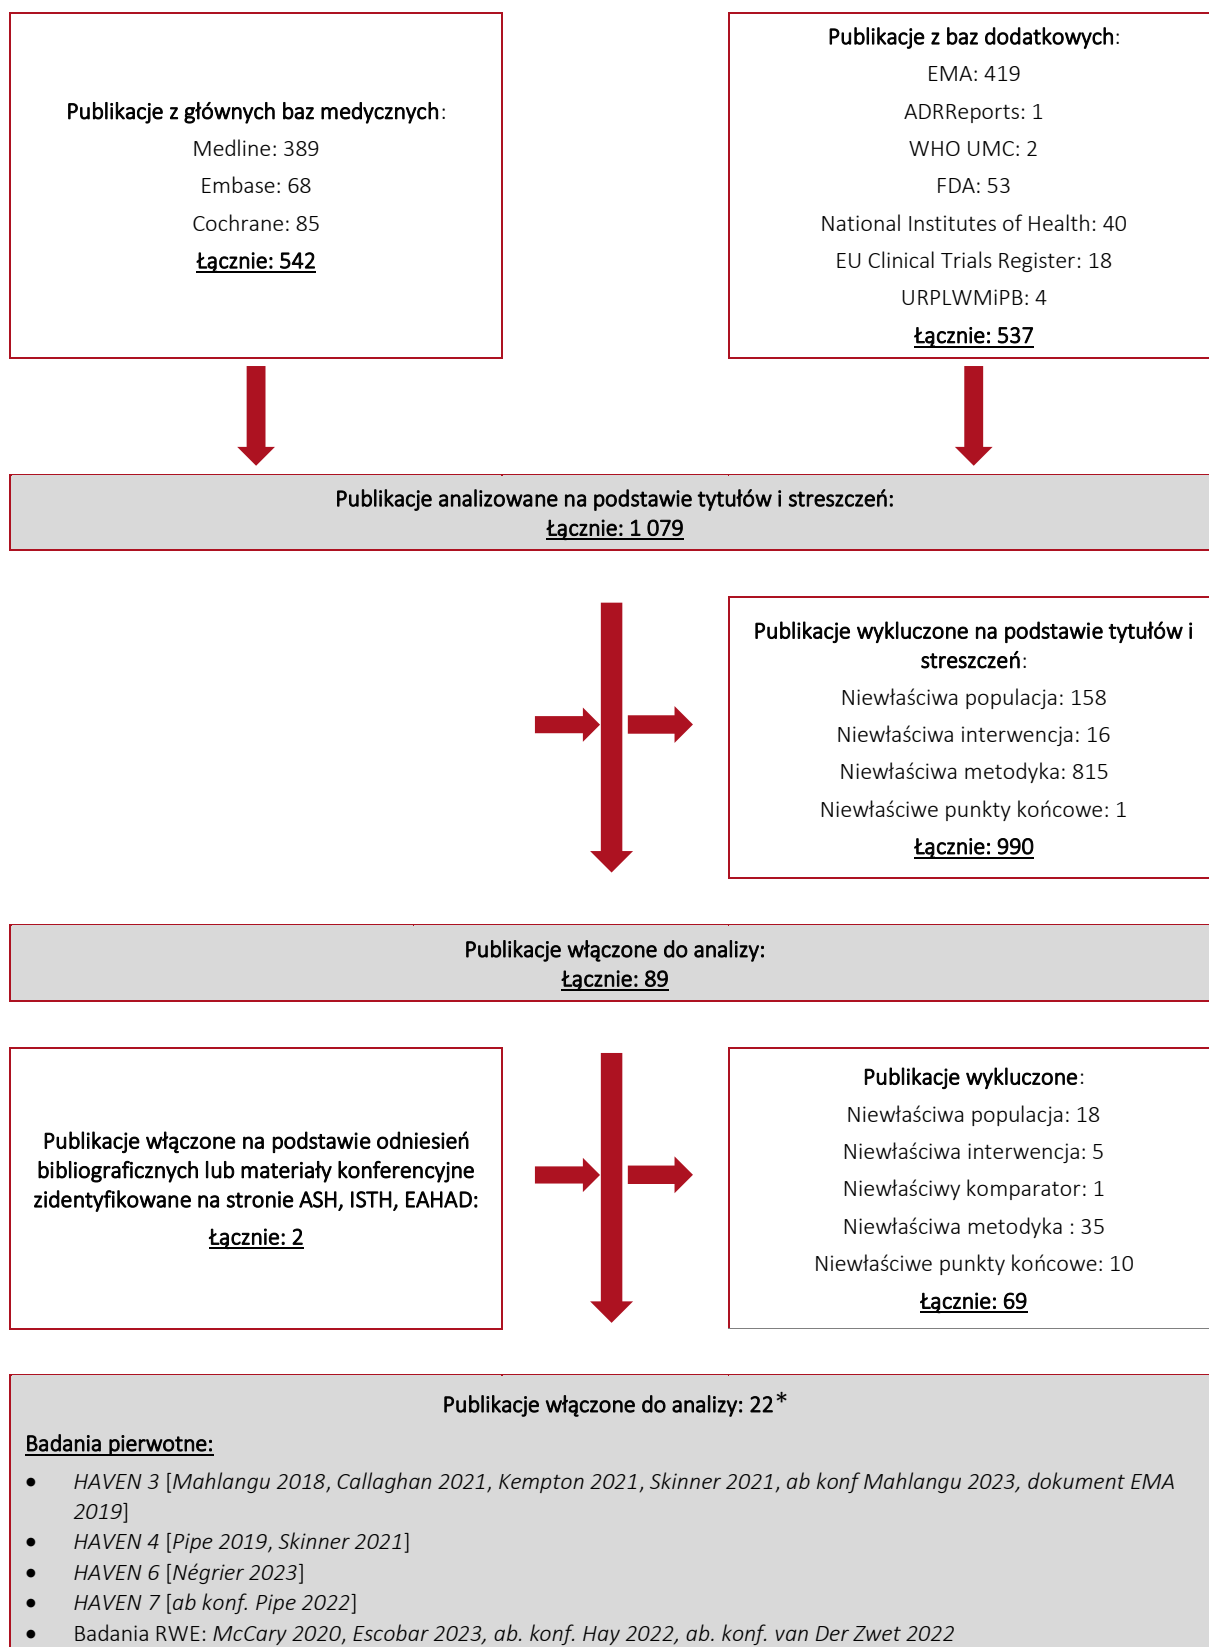 Publikacje z głównych baz medycznych:
Medline: 389
Embase: 68
Cochrane: 85
Łącznie: 542
Publikacje z baz dodatkowych:
EMA: 419
ADRReports: 1
WHO UMC: 2
FDA: 53
National Institutes of Health: 40
EU Clinical Trials Register: 18
URPLWMiPB: 4
Łącznie: 537
Publikacje analizowane na podstawie tytułów i streszczeń:
Łącznie: 1 079
Publikacje wykluczone na podstawie tytułów i
streszczeń:
Niewłaściwa populacja: 158
Niewłaściwa interwencja: 16
Niewłaściwa metodyka: 815
Niewłaściwe punkty końcowe: 1
Łącznie: 990
Publikacje włączone do analizy:
Łącznie: 89
Publikacje włączone na podstawie odniesień
bibliograficznych lub materiały konferencyjne
zidentyfikowane na stronie ASH, ISTH, EAHAD:
Łącznie: 2
Publikacje wykluczone:
Niewłaściwa populacja: 18
Niewłaściwa interwencja: 5
Niewłaściwy komparator: 1
Niewłaściwa metodyka : 35
Niewłaściwe punkty końcowe: 10
Łącznie: 69
Publikacje włączone do analizy: 22*
Badania pierwotne:
• HAVEN 3 [Mahlangu 2018, Callaghan 2021, Kempton 2021, Skinner 2021, ab konf Mahlangu 2023, dokument EMA
2019]
• HAVEN 4 [Pipe 2019, Skinner 2021]
• HAVEN 6 [Négrier 2023]
• HAVEN 7 [ab konf. Pipe 2022]
• Badania RWE: McCary 2020, Escobar 2023, ab. konf. Hay 2022, ab. konf. van Der Zwet 2022